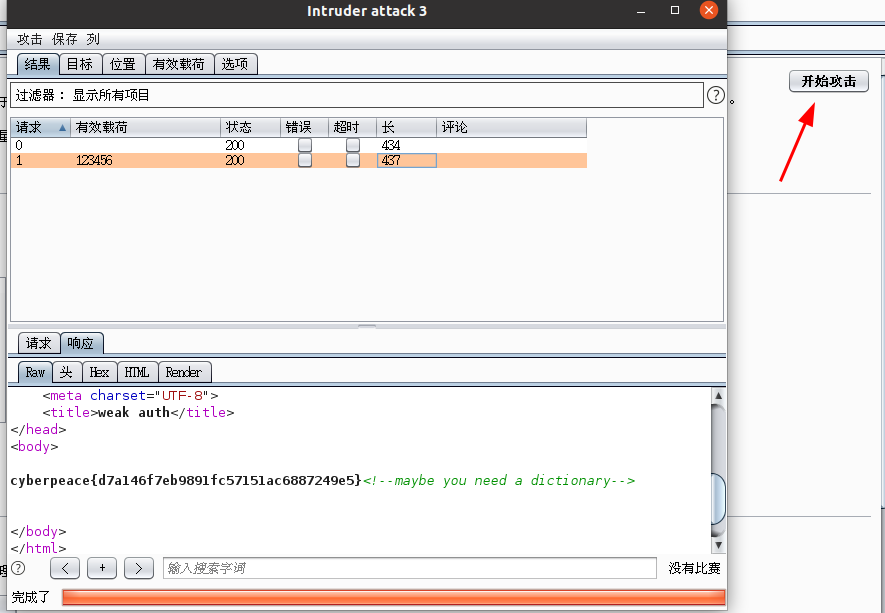 Intruder attack 3
攻击 保存 列
结果 目标 位置 有效载荷 选项
开始攻击
过滤器： 显示所有项目
?
。
请求 有效载荷 状态 错误 超时 长 评论
0 200 434
1 123456 200 437
请求 响应
Raw 头 Hex HTML Render
<meta charset="UTF-8">
<title>weak auth</title>
</head>
<body>
cyberpeace{d7a146f7eb9891fc57151ac6887249e5}<!--maybe you need a dictionary-->
</body>
</html>
? < + > 输入搜索字词 没有比赛
完成了